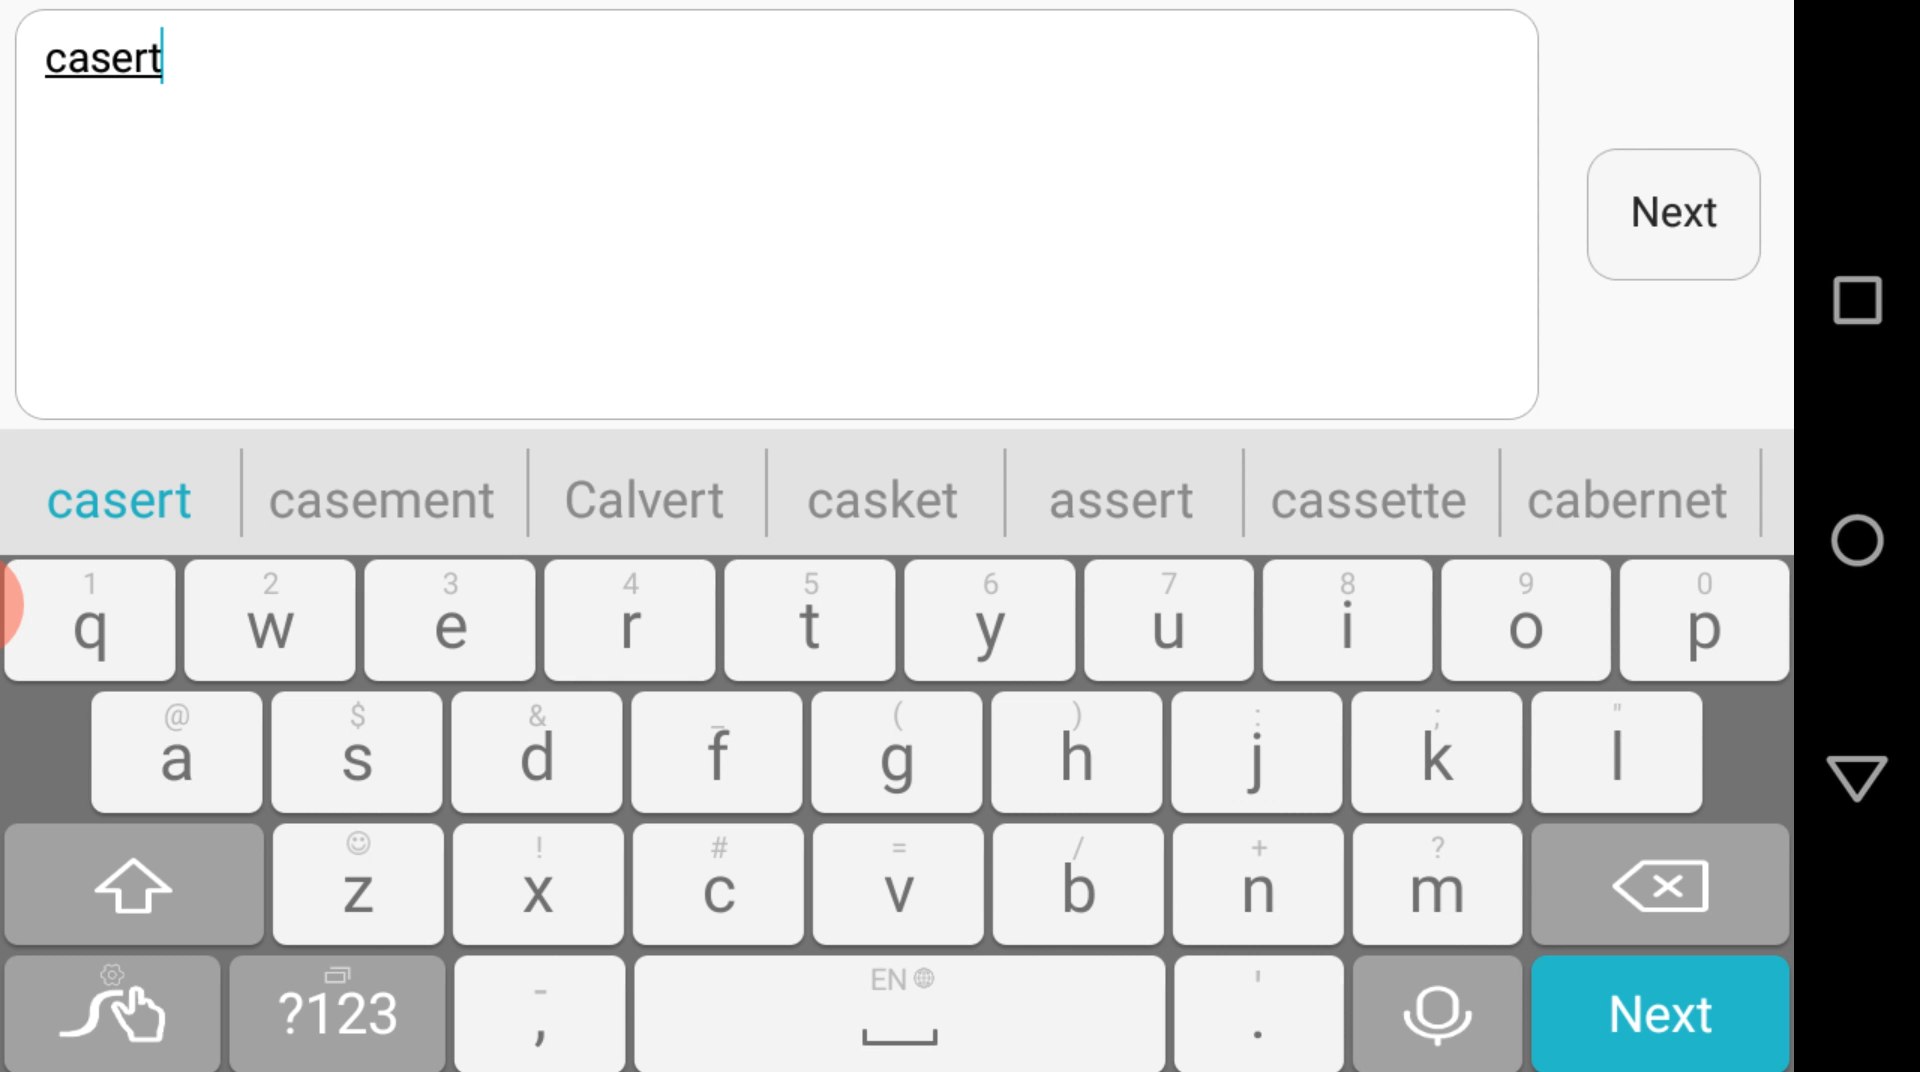 casert
Next
casert casement Calvert casket assert cassette cabernet
1 2 3 4 5 6 7 8 9 0
q w e r t y u i o p
@ $ & _ ( ) : ; "
a s d f g h j k l
! # = / + ?
z x c v b n m
EN
- '
?123 , . Next